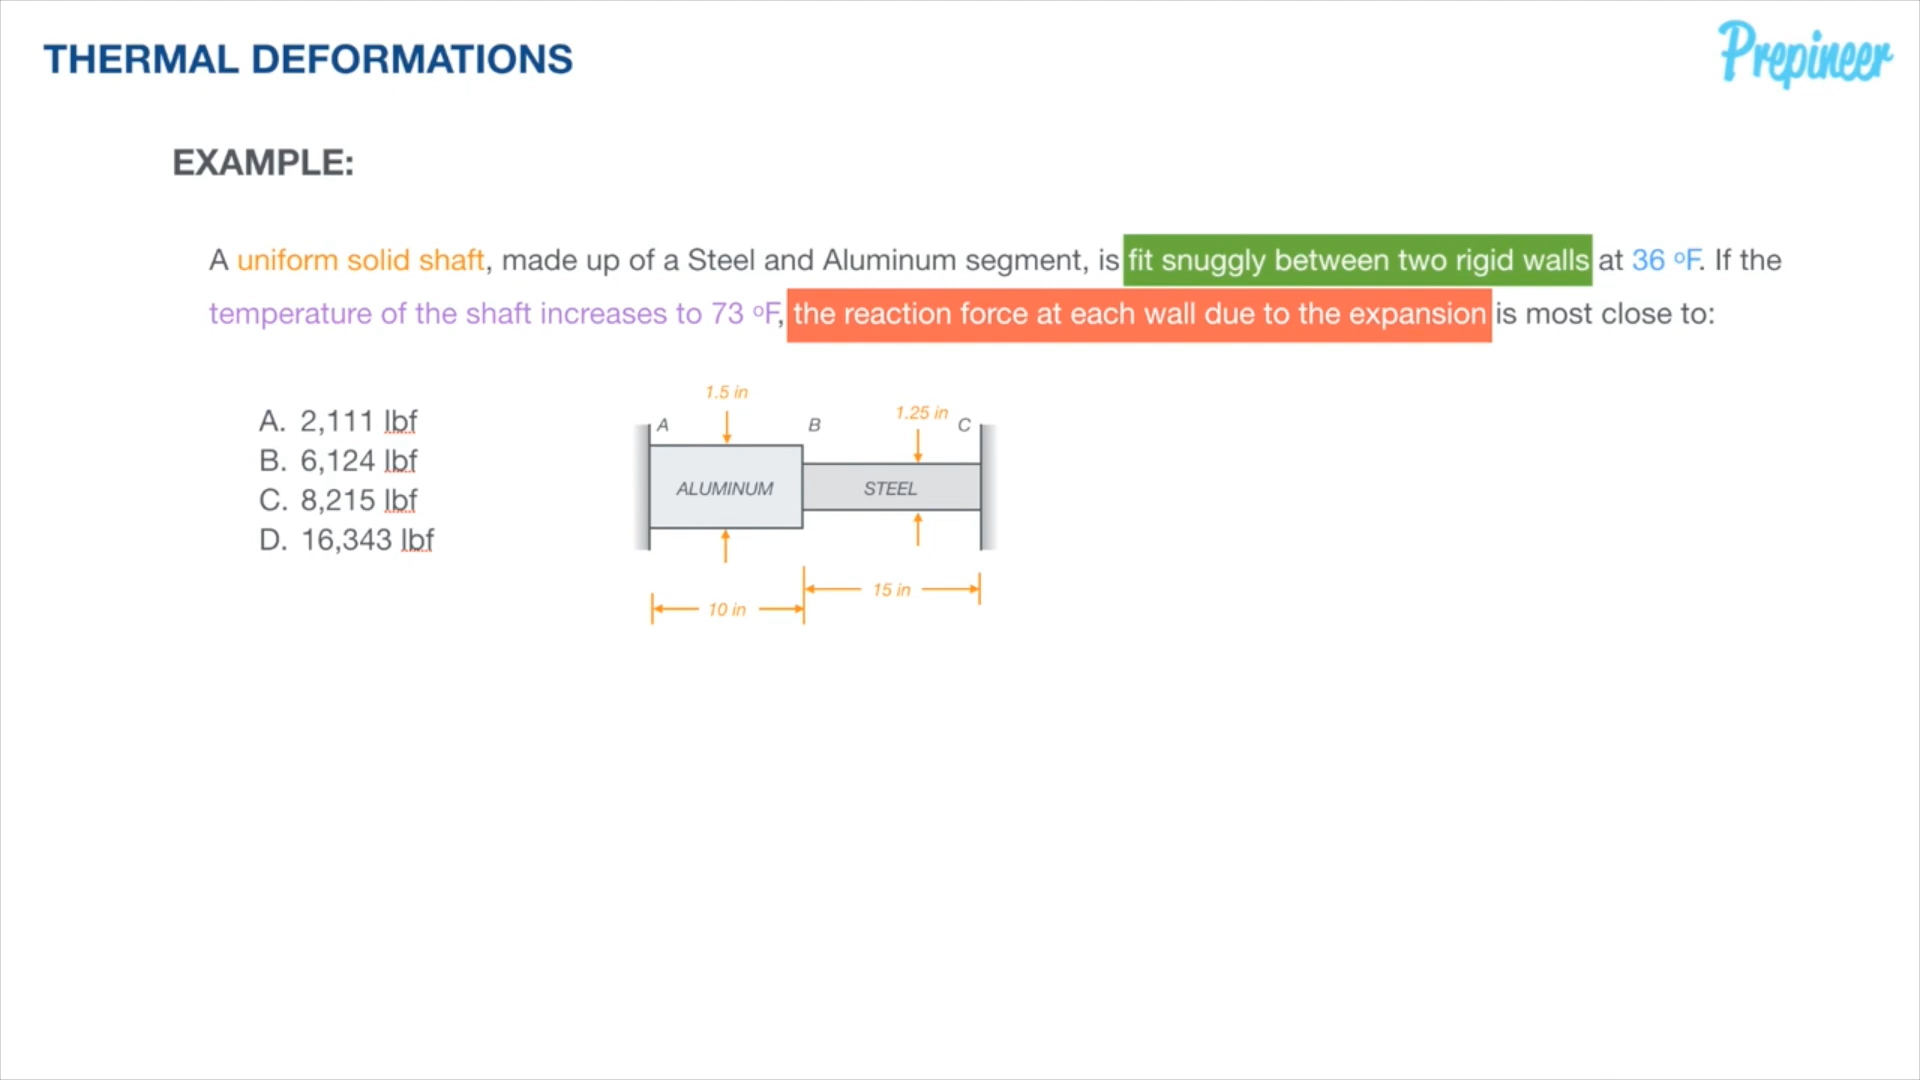 THERMAL DEFORMATIONS
Prepineer
EXAMPLE:
A uniform solid shaft, made up of a Steel and Aluminum segment, is fit snuggly between two rigid walls at 36 ºF. If the
temperature of the shaft increases to 73 ºF, the reaction force at each wall due to the expansion is most close to:
A. 2,111 lbf
B. 6,124 lbf
C. 8,215 lbf
D. 16,343 lbf
1.5 in
1.25 in
A
B
C
ALUMINUM
STEEL
15 in
10 in